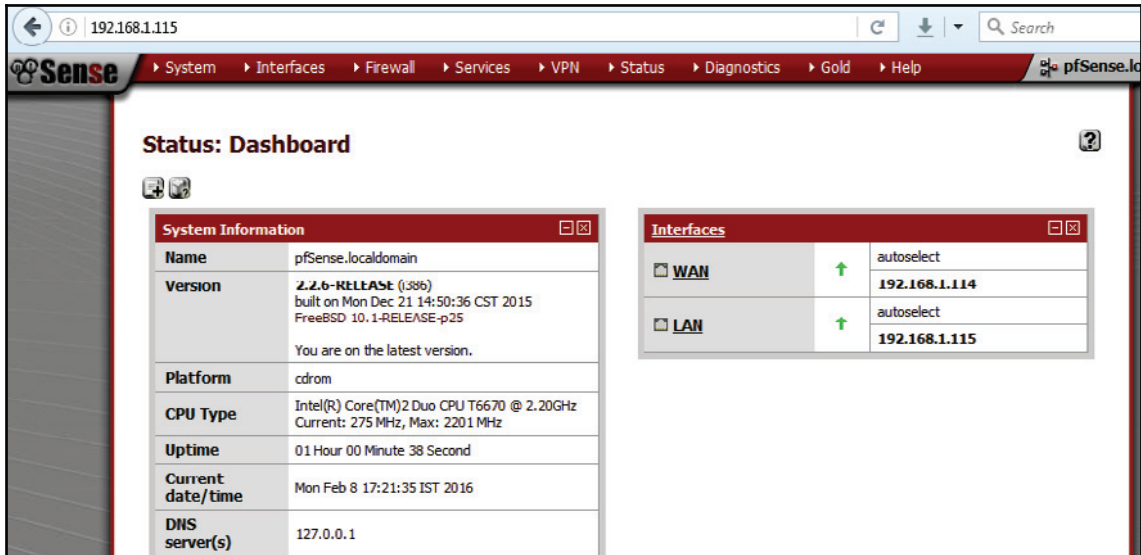 192.168.1.115
Search
Sense
System Interfaces Firewall Services VPN Status Diagnostics Gold Help
pfSense.lo
Status: Dashboard
System Information
Name pfSense.localdomain
Version 2.2.6-RELEASE (i386)
built on Mon Dec 21 14:50:36 CST 2015
FreeBSD 10.1-RELEASE-p25
You are on the latest version.
Platform cdrom
CPU Type Intel(R) Core(TM)2 Duo CPU T6670 @ 2.20GHz
Current: 275 MHz, Max: 2201 MHz
Uptime 01 Hour 00 Minute 38 Second
Current
date/time Mon Feb 8 17:21:35 IST 2016
DNS
server(s) 127.0.0.1
Interfaces
WAN autoselect
192.168.1.114
LAN autoselect
192.168.1.115